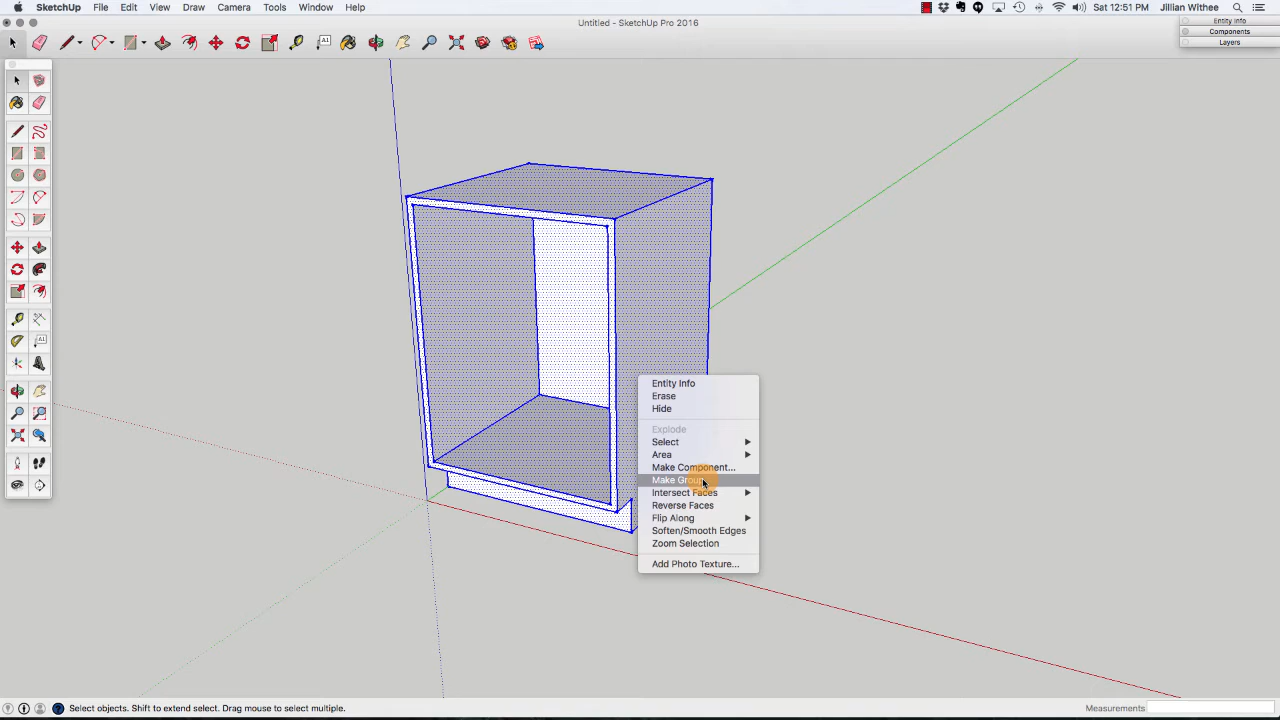 SketchUp File Edit View Draw Camera Tools Window Help Sat 12:51 PM Jillian Withee
Untitled - SketchUp Pro 2016
Entity Info
Components
Layers
A1
A1
Entity Info
Erase
Hide
Explode
Select
Area
Make Component...
Make Group
Intersect Faces
Reverse Faces
Flip Along
Soften/Smooth Edges
Zoom Selection
Add Photo Texture...
Select objects. Shift to extend select. Drag mouse to select multiple.
Measurements